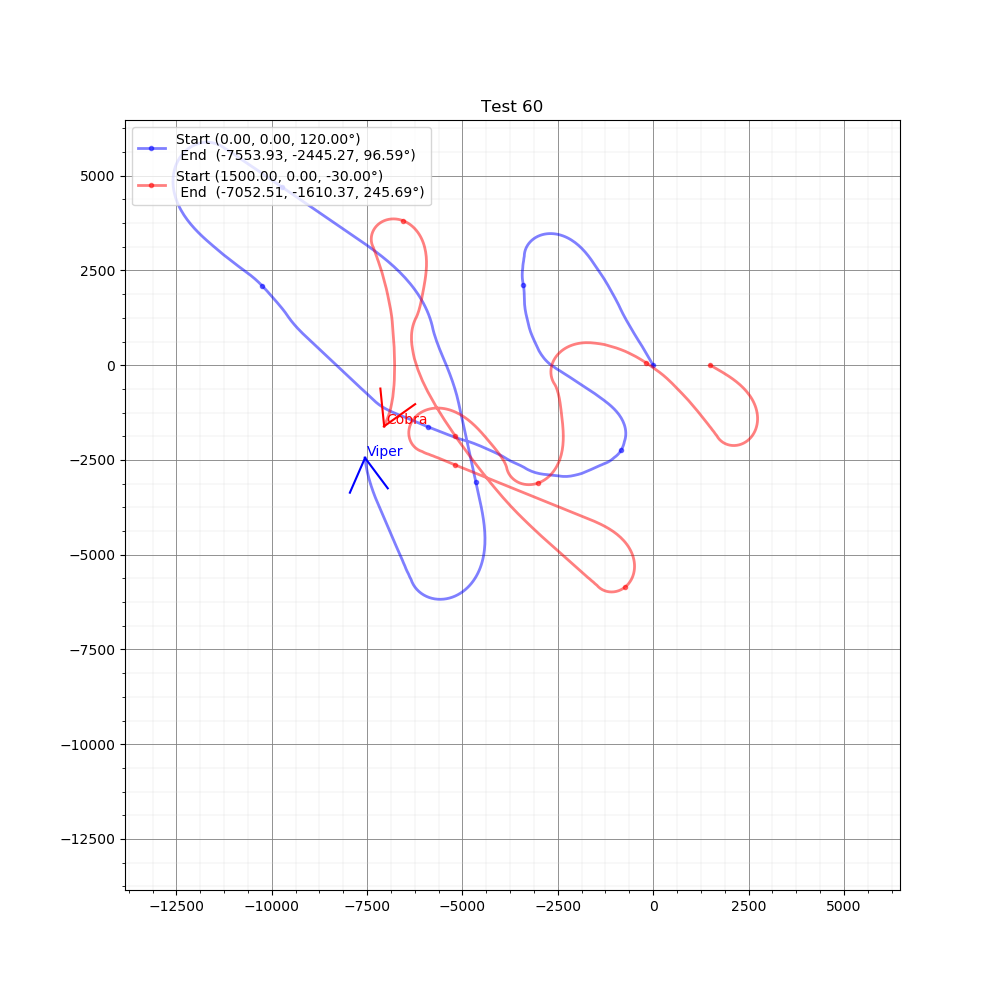 Test 60
Start (0.00, 0.00, 120.00°)
End  (-7553.93, -2445.27, 96.59°)
Start (1500.00, 0.00, -30.00°)
End  (-7052.51, -1610.37, 245.69°)
5000
2500
0
−2500
−5000
−7500
−10000
−12500
Cobra
Viper
−12500 −10000 −7500 −5000 −2500 0 2500 5000